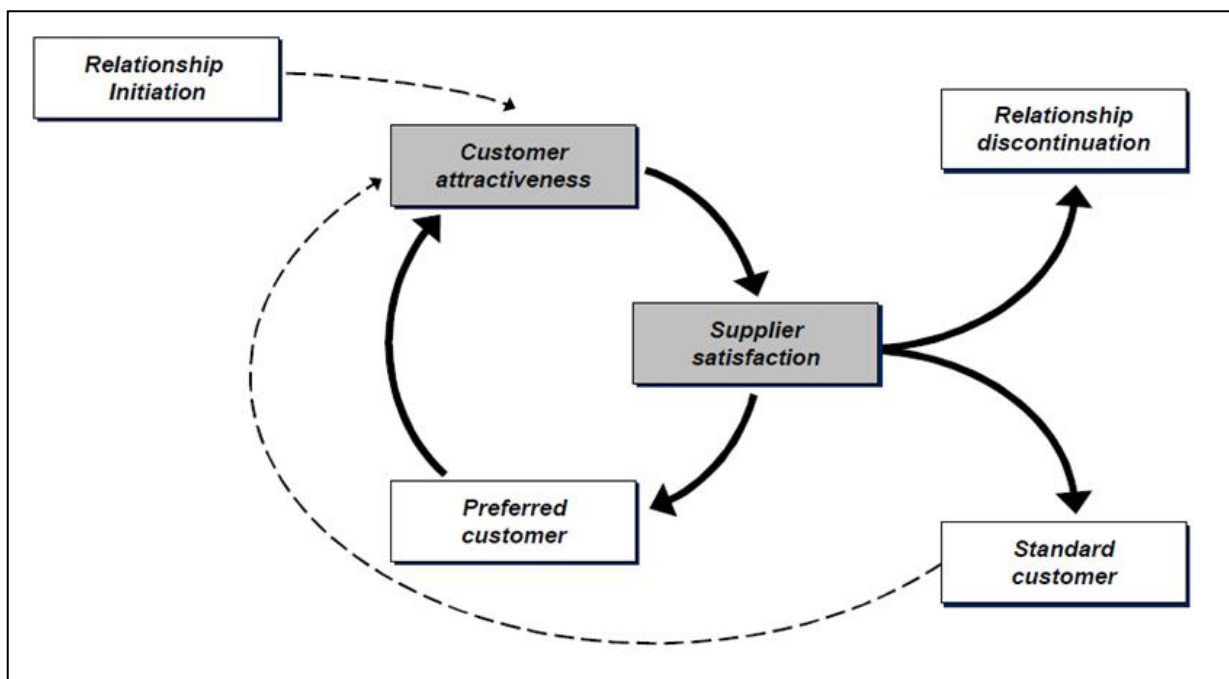 Relationship
Initiation
Customer
attractiveness
Relationship
discontinuation
Supplier
satisfaction
Preferred
customer
Standard
customer